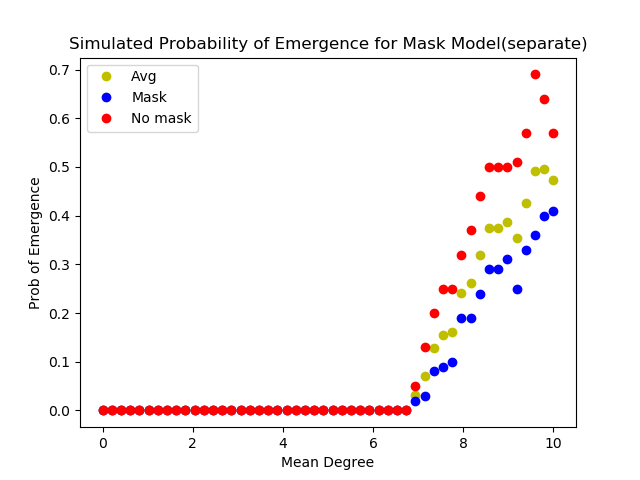 Simulated Probability of Emergence for Mask Model(separate)
Avg
Mask
No mask
0.7
0.6
0.5
0.4
0.3
0.2
0.1
0.0
Prob of Emergence
0 2 4 6 8 10
Mean Degree